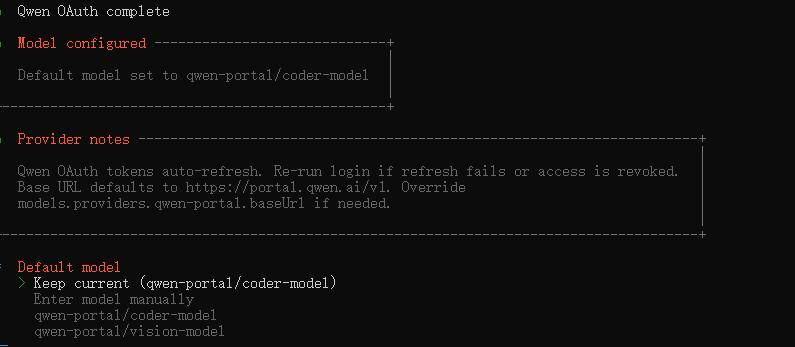 Qwen OAuth complete
Model configured
Default model set to qwen-portal/coder-model
Provider notes
Qwen OAuth tokens auto-refresh. Re-run login if refresh fails or access is revoked.
Base URL defaults to https://portal.qwen.ai/v1. Override
models.providers.qwen-portal.baseUrl if needed.
Default model
> Keep current (qwen-portal/coder-model)
Enter model manually
qwen-portal/coder-model
qwen-portal/vision-model